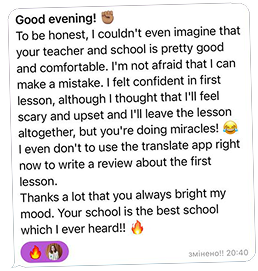 Good evening! ✊🏽
To be honest, I couldn't even imagine that
your teacher and school is pretty good
and comfortable. I'm not afraid that I can
make a mistake. I felt confident in first
lesson, although I thought that I'll feel
scary and upset and I'll leave the lesson
altogether, but you're doing miracles! 😂
I even don't to use the translate app right
now to write a review about the first
lesson.
Thanks a lot that you always bright my
mood. Your school is the best school
which I ever heard!! 🔥
🔥
змінено!! 20:40